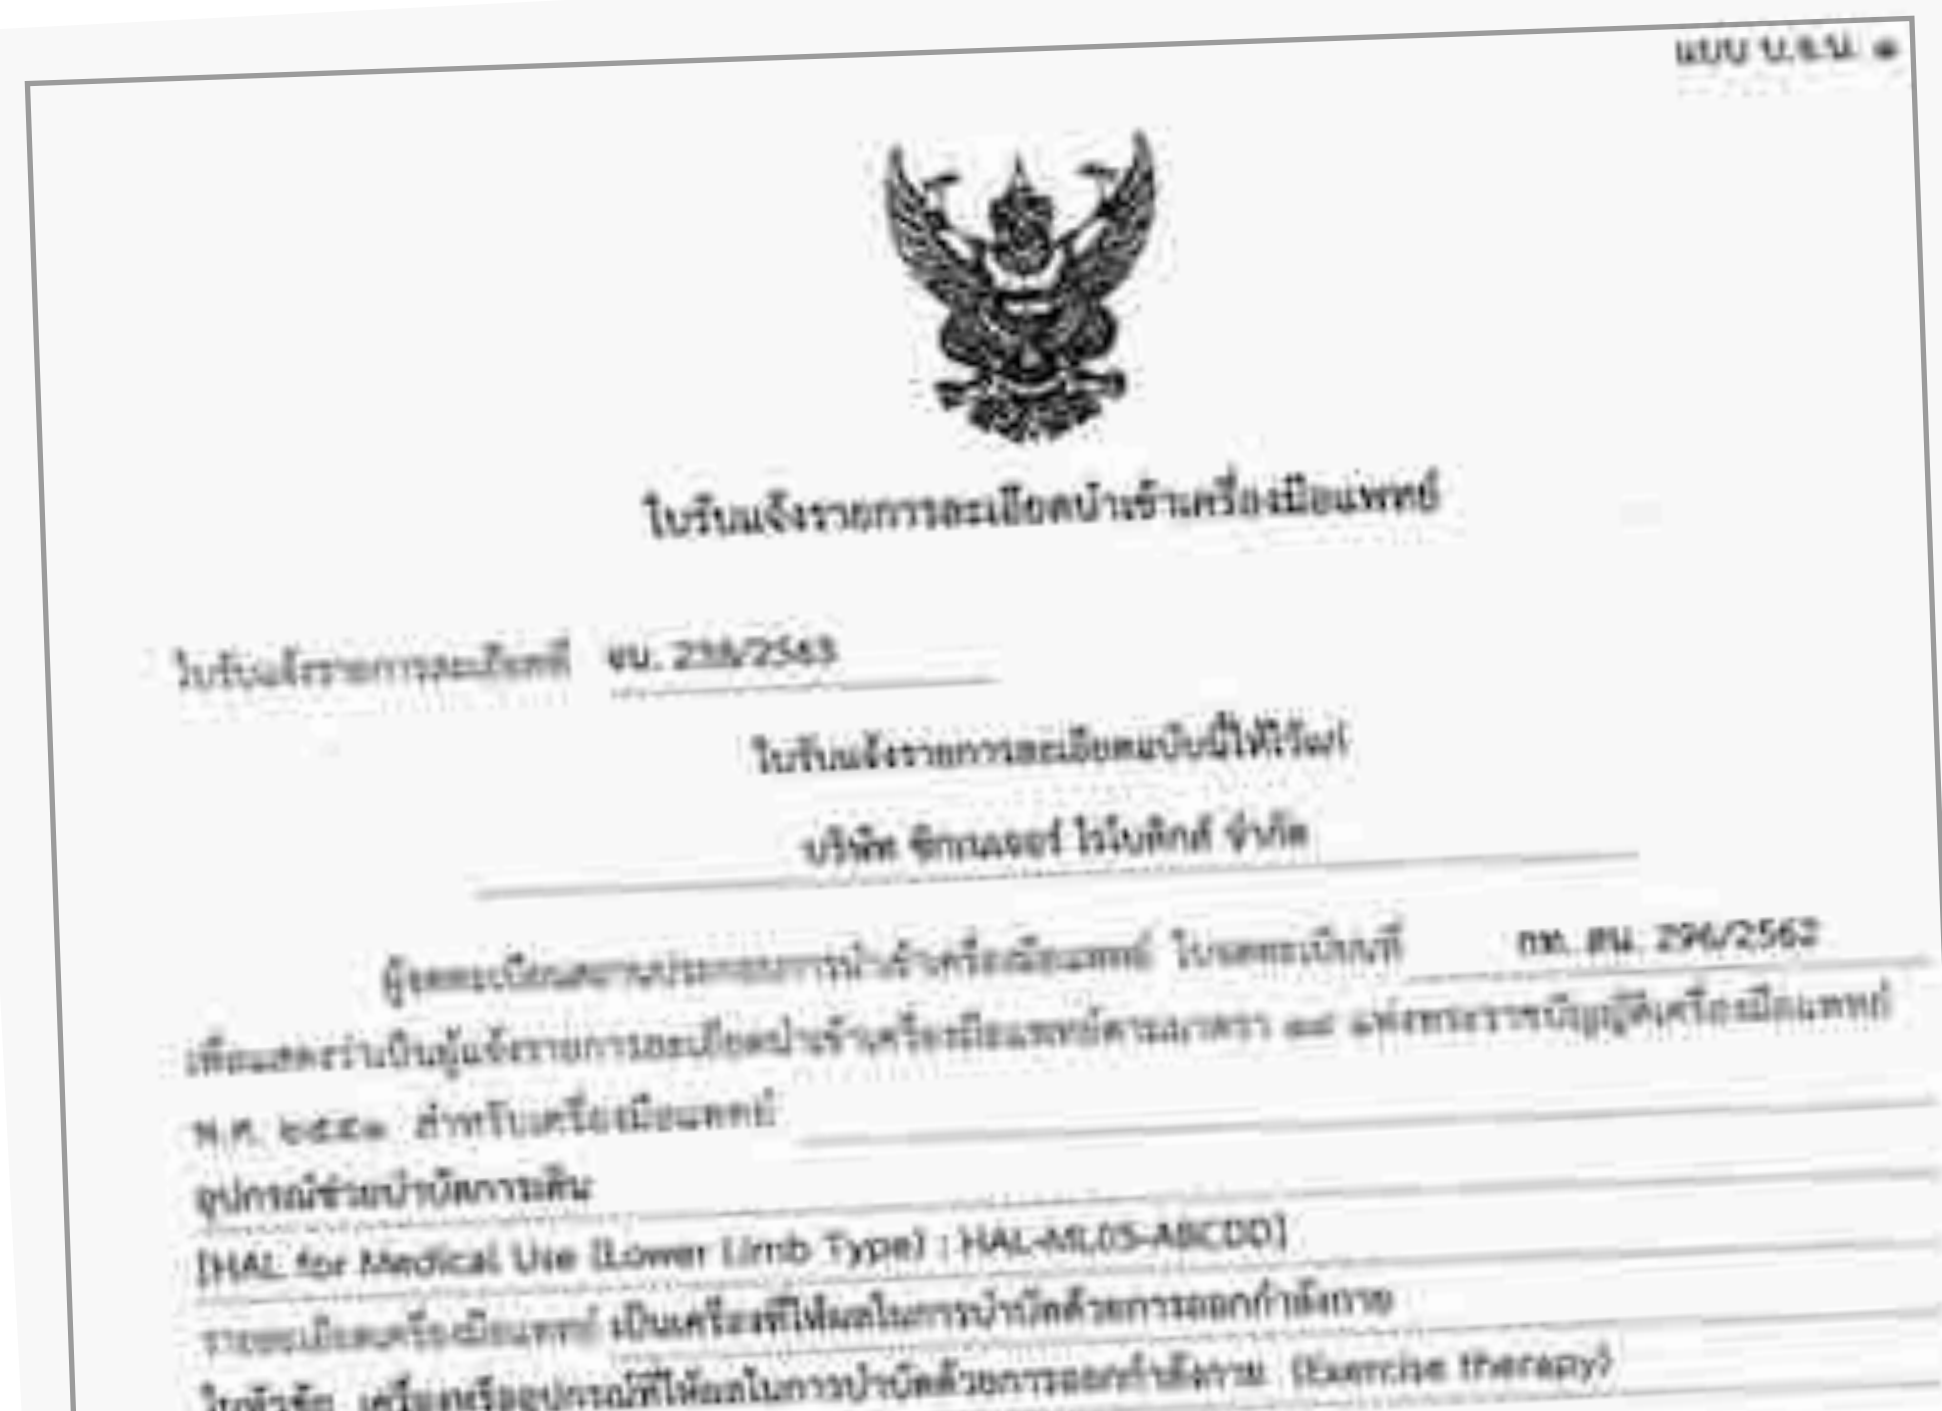 แบบ บ.จ.น. ๑
ใบรับแจ้งรายการละเอียดนำเข้าเครื่องมือแพทย์
ใบรับแจ้งรายการละเอียดที่ จน. 238/2563
ใบรับแจ้งรายการละเอียดฉบับนี้ให้ไว้แก่
บริษัท ซิกเนเจอร์ โรโบติกส์ จำกัด
ผู้จดทะเบียนสถานประกอบการนำเข้าเครื่องมือแพทย์ ใบจดทะเบียนที่ กท. สน. 296/2562
เพื่อแสดงว่าเป็นผู้แจ้งรายการละเอียดนำเข้าเครื่องมือแพทย์ตามมาตรา ๑๙ แห่งพระราชบัญญัติเครื่องมือแพทย์
พ.ศ. ๒๕๕๑ สำหรับเครื่องมือแพทย์
อุปกรณ์ช่วยบำบัดการเดิน
[HAL for Medical Use (Lower Limb Type) : HAL-ML05-ABCDD]
รายละเอียดเครื่องมือแพทย์ เป็นเครื่องที่ให้ผลในการบำบัดด้วยการออกกำลังกาย
ในหัวข้อ เครื่องหรืออุปกรณ์ที่ให้ผลในการบำบัดด้วยการออกกำลังกาย (Exercise therapy)